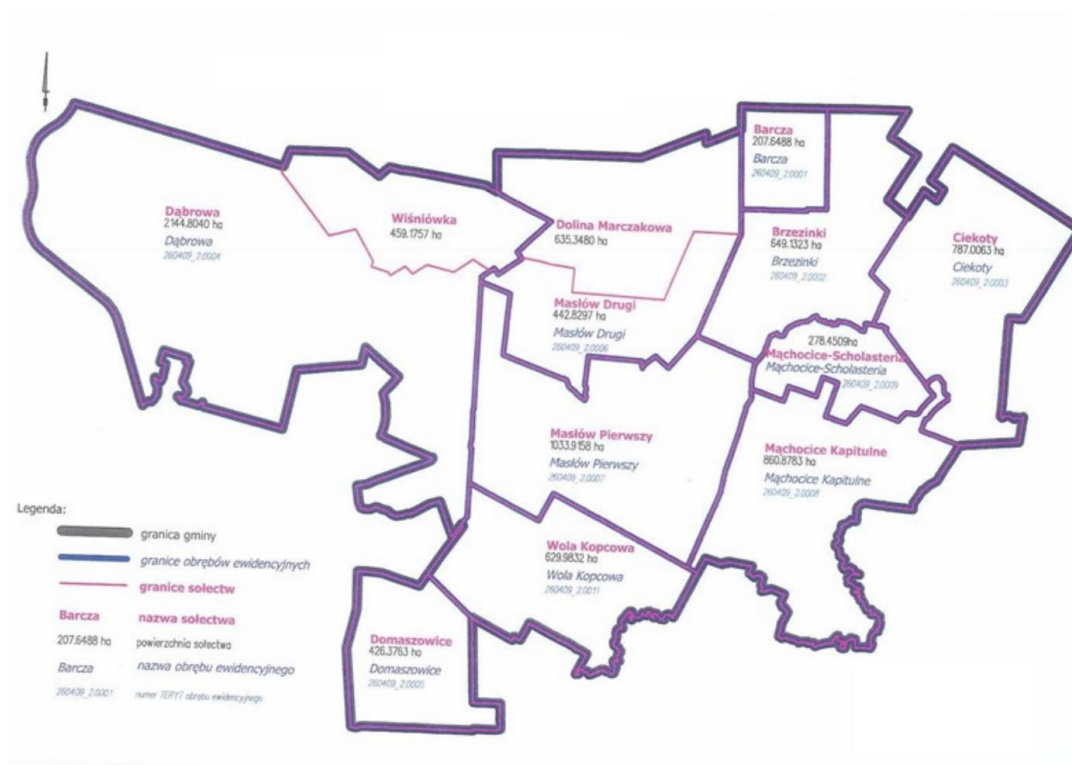 Barcza
207.6488 ha
Barcza
260409_2.0001
Dąbrowa
2144.8040 ha
Dąbrowa
260409_2.0004
Wiśniówka
459.1757 ha
Dolina Marczakowa
635.3480 ha
Brzezinki
649.1323 ha
Brzezinki
260409_2.0002
Ciekoty
787.0063 ha
Ciekoty
260409_2.0003
Masłów Drugi
442.8297 ha
Masłów Drugi
260409_2.0006
278.4509ha
Mąchocice-Scholasteria
Mąchocice-Scholasteria
260409_2.0009
Masłów Pierwszy
1033.9158 ha
Masłów Pierwszy
260409_2.0007
Mąchocice Kapitulne
860.8783 ha
Mąchocice Kapitulne
260409_2.0008
Wola Kopcowa
629.9832 ha
Wola Kopcowa
260409_2.0011
Domaszowice
426.3763 ha
Domaszowice
260409_2.0005
Legenda:
granica gminy
granice obrębów ewidencyjnych
granice sołectw
Barcza nazwa sołectwa
207.6488 ha powierzchnia sołectwa
Barcza nazwa obrębu ewidencyjnego
260409_2.0001 numer TERYT obrębu ewidencyjnego